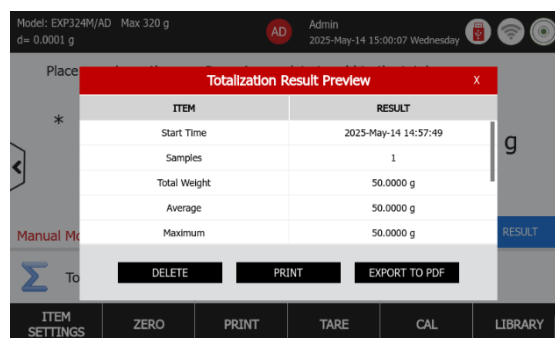 Model: EXP324M/AD Max 320 g
d= 0.0001 g
AD
Admin
2025-May-14 15:00:07 Wednesday
Place
Totalization Result Preview X
ITEM RESULT
Start Time 2025-May-14 14:57:49
Samples 1
Total Weight 50.0000 g
Average 50.0000 g
Maximum 50.0000 g
* g
Manual Mo
RESULT
To
DELETE PRINT EXPORT TO PDF
ITEM SETTINGS ZERO PRINT TARE CAL LIBRARY